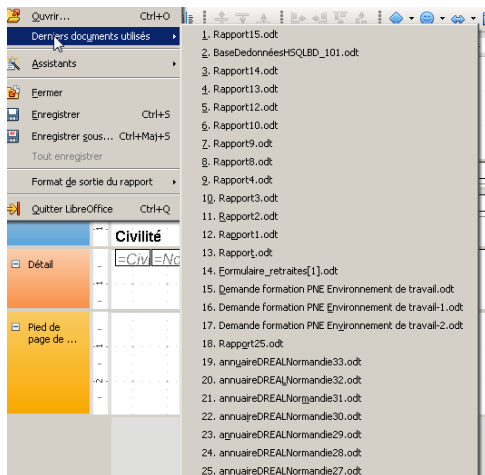 Ouvrir... Ctrl+O
Derniers documents utilisés
Assistants
Fermer
Enregistrer Ctrl+S
Enregistrer sous... Ctrl+Maj+S
Tout enregistrer
Format de sortie du rapport
Quitter LibreOffice Ctrl+Q
1. Rapport15.odt
2. BaseDedonnéesHSQLBD_101.odt
3. Rapport14.odt
4. Rapport13.odt
5. Rapport12.odt
6. Rapport10.odt
7. Rapport9.odt
8. Rapport8.odt
9. Rapport4.odt
10. Rapport3.odt
11. Rapport2.odt
12. Rapport1.odt
13. Rapport.odt
14. Formulaire_retraites[1].odt
15. Demande formation PNE Environnement de travail.odt
16. Demande formation PNE Environnement de travail-1.odt
17. Demande formation PNE Environnement de travail-2.odt
18. Rapport25.odt
19. annuaireDREALNormandie33.odt
20. annuaireDREALNormandie32.odt
21. annuaireDREALNormandie31.odt
22. annuaireDREALNormandie30.odt
23. annuaireDREALNormandie29.odt
24. annuaireDREALNormandie28.odt
25. annuaireDREALNormandie27.odt
Civilité
Détail
=Civi =No
Pied de
page de ...